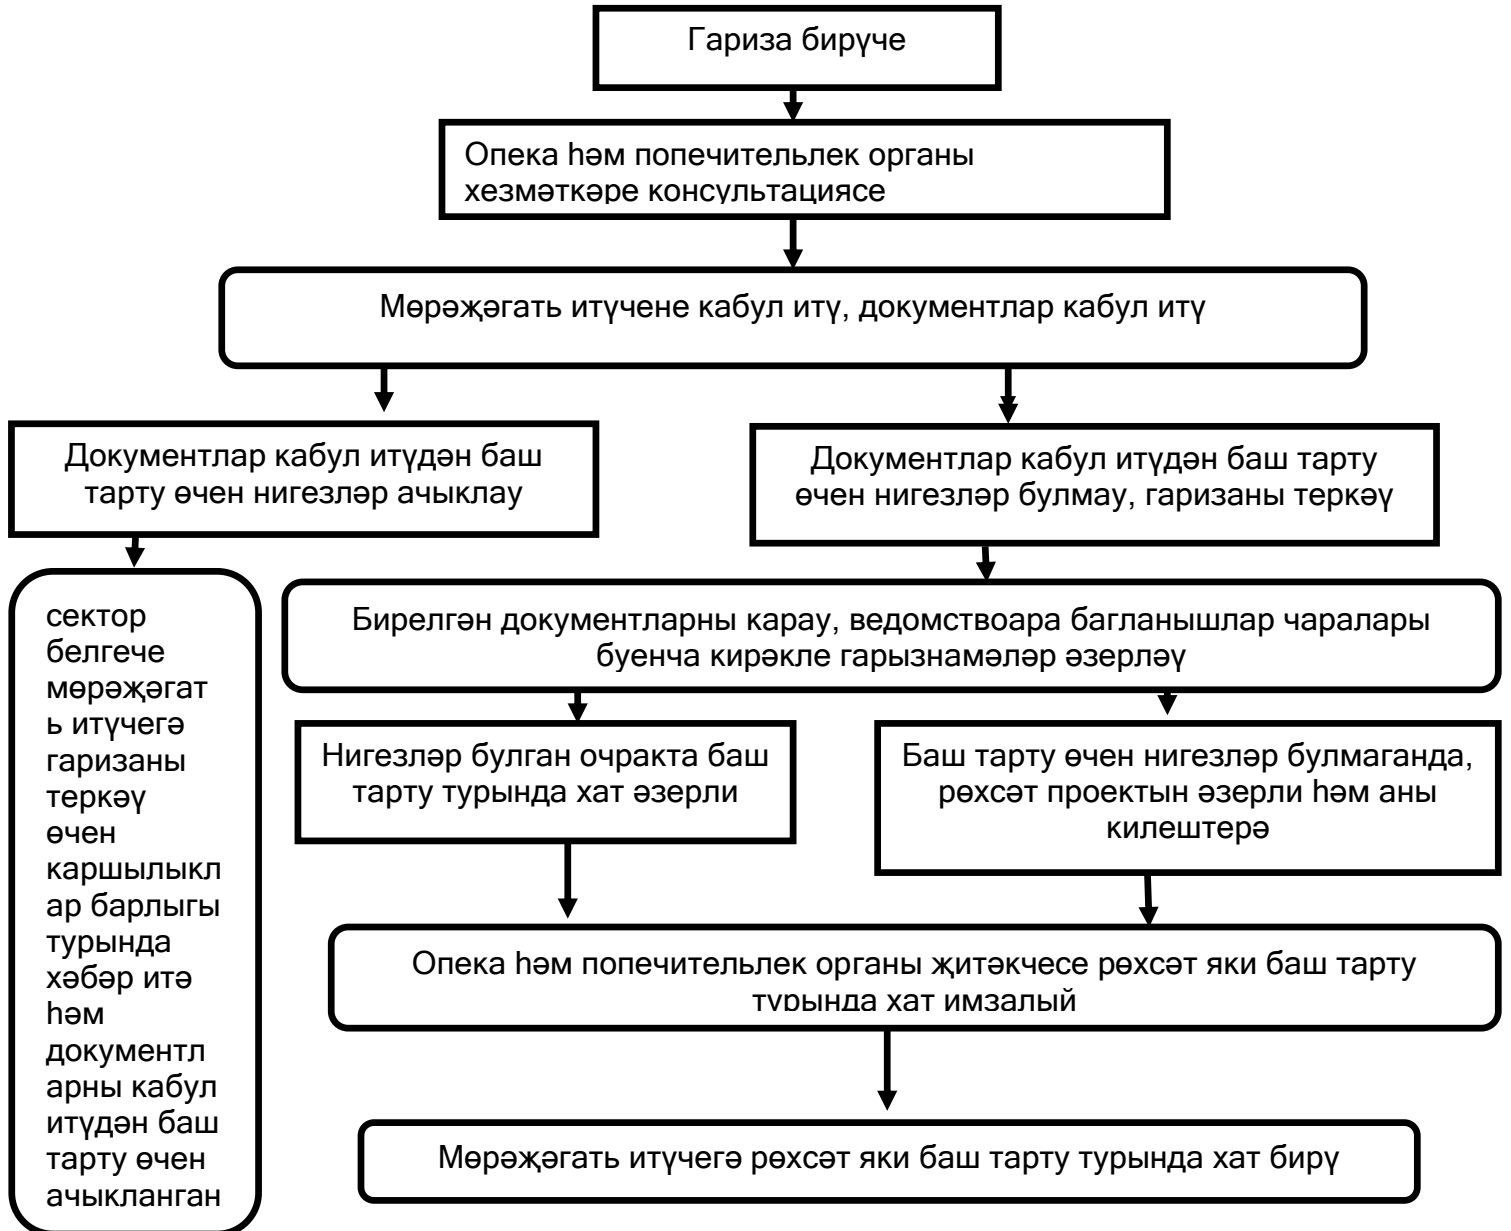 Гариза бирүче
Опека һәм попечительлек органы
хезмәткәре консультациясе
Мөрәҗәгать итүчене кабул итү, документлар кабул итү
Документлар кабул итүдән баш
тарту өчен нигезләр ачыклау
Документлар кабул итүдән баш тарту
өчен нигезләр булмау, гаризаны теркәү
сектор
белгече
мөрәҗәгат
ь итүчегә
гаризаны
теркәү
өчен
каршылыкл
ар барлыгы
турында
хәбәр итә
һәм
документл
арны кабул
итүдән баш
тарту өчен
ачыкланган
Бирелгән документларны карау, ведомствоара багланышлар чаралары
буенча кирәкле гарызнамәләр әзерләү
Нигезләр булган очракта баш
тарту турында хат әзерли
Баш тарту өчен нигезләр булмаганда,
рөхсәт проектын әзерли һәм аны
килештерә
Опека һәм попечительлек органы җитәкчесе рөхсәт яки баш тарту
турында хат имзалый
Мөрәҗәгать итүчегә рөхсәт яки баш тарту турында хат бирү